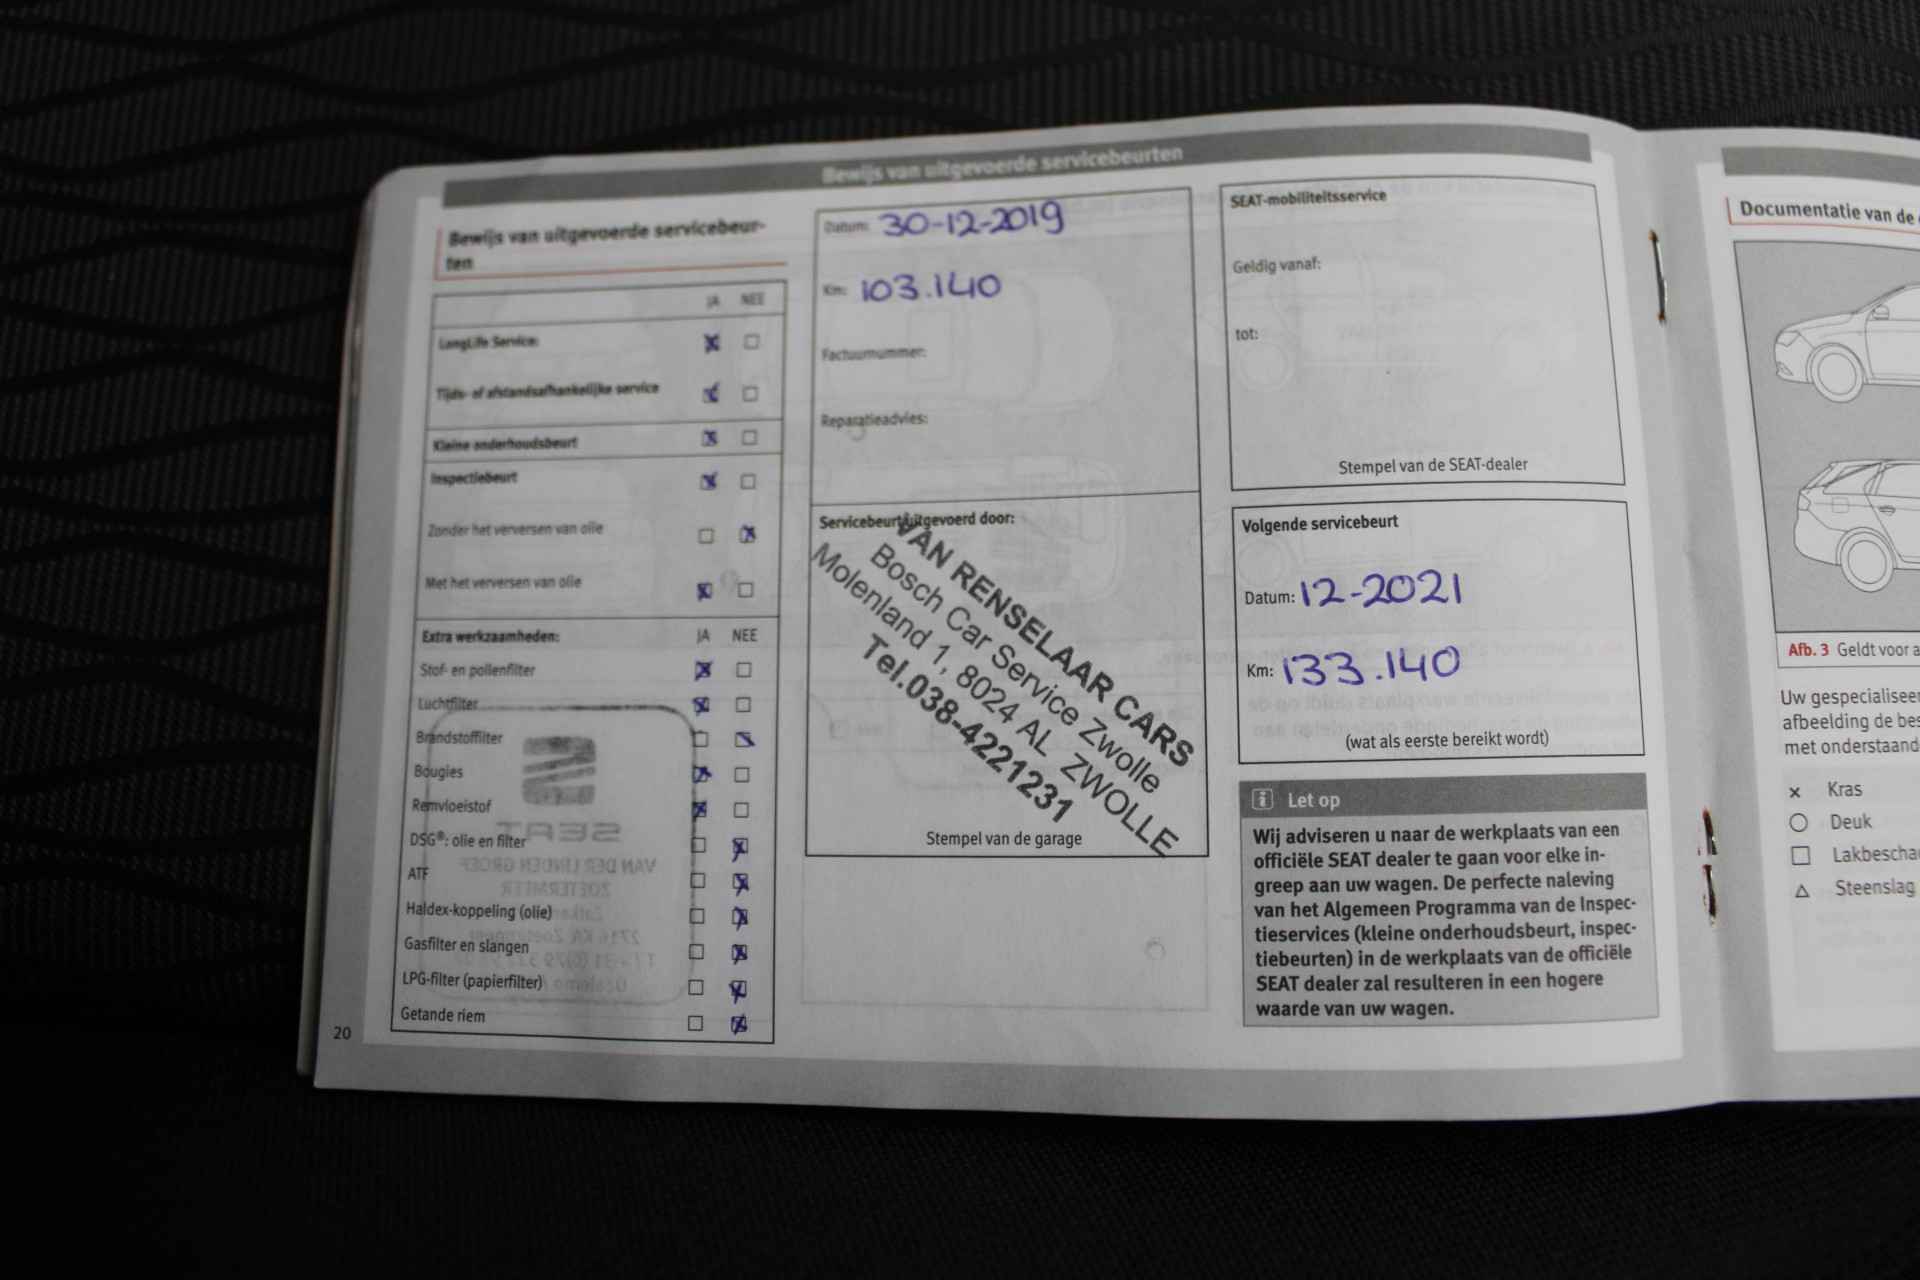 Bewijs van uitgevoerde servicebeurten
Bewijs van uitgevoerde servicebeur-
ten
JA NEE
LongLife Service:
Tijds- of afstandsafhankelijke service
Kleine onderhoudsbeurt
Inspectiebeurt
Zonder het verversen van olie
Met het verversen van olie
Extra werkzaamheden: JA NEE
Stof- en pollenfilter
Luchtfilter
Brandstoffilter
Bougies
Remvloeistof
DSG®: olie en filter
ATF
Haldex-koppeling (olie)
Gasfilter en slangen
LPG-filter (papierfilter)
Getande riem
20
SEAT
VAN DER LINDEN GROEP
ZOETERMEER
Datum: 30-12-2019
Km: 103.140
Factuurnummer:
Reparatieadvies:
Servicebeurt uitgevoerd door:
VAN RENSELAAR CARS
Bosch Car Service Zwolle
Molenland 1, 8024 AL ZWOLLE
Tel.038-4221231
Stempel van de garage
SEAT-mobiliteitsservice
Geldig vanaf:
tot:
Stempel van de SEAT-dealer
Volgende servicebeurt
Datum: 12-2021
Km: 133.140
(wat als eerste bereikt wordt)
Let op
Wij adviseren u naar de werkplaats van een
officiële SEAT dealer te gaan voor elke in-
greep aan uw wagen. De perfecte naleving
van het Algemeen Programma van de Inspec-
tieservices (kleine onderhoudsbeurt, inspec-
tiebeurten) in de werkplaats van de officiële
SEAT dealer zal resulteren in een hogere
waarde van uw wagen.
Documentatie van de
Afb. 3 Geldt voor a
Uw gespecialiseer
afbeelding de bes
met onderstaand
Kras
Deuk
Lakbescha
Steenslag